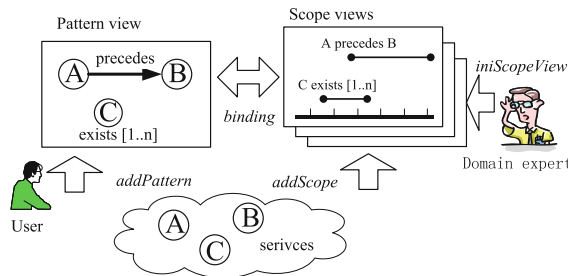 Pattern view
Scope views
precedes
A
B
C
exists [1..n]
binding
A precedes B
C exists [1..n]
iniScopeView
Domain expert
User
addPattern
addScope
A
B
C
serivces